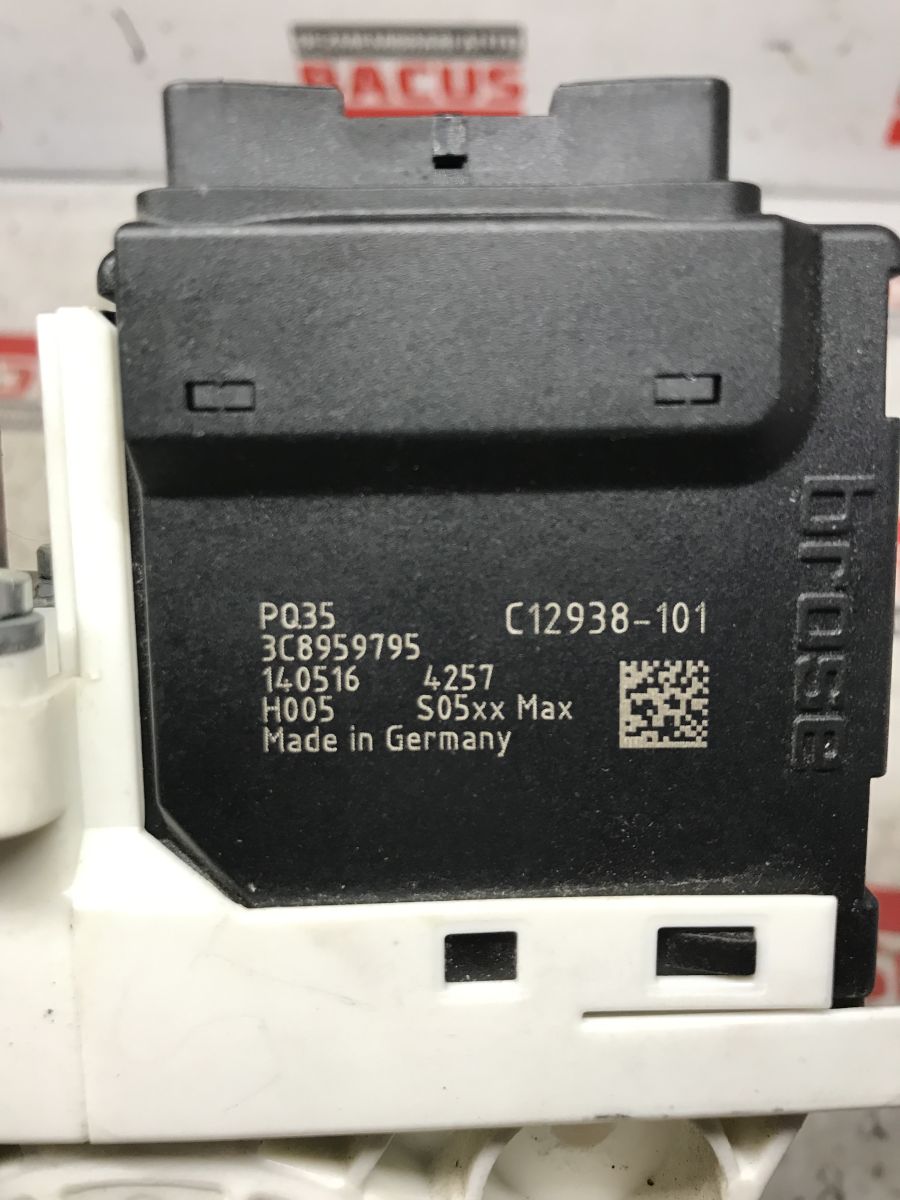 BACUS
PQ35 C12938-101
3C8959795
140516 4257
H005 S05xx Max
Made in Germany
brose